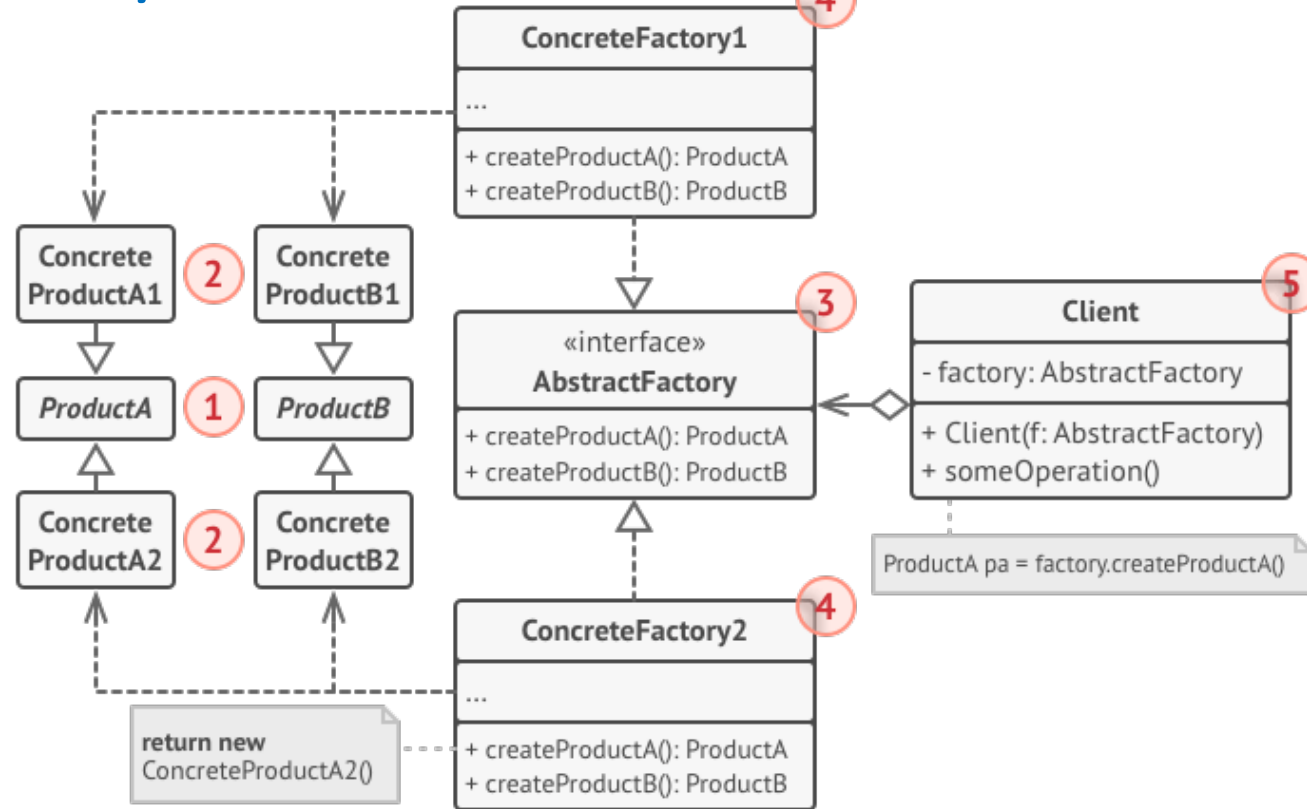 4
ConcreteFactory1
...
+ createProductA(): ProductA
+ createProductB(): ProductB
Concrete
ProductA1
2
Concrete
ProductB1
ProductA
1
ProductB
Concrete
ProductA2
2
Concrete
ProductB2
3
«interface»
AbstractFactory
+ createProductA(): ProductA
+ createProductB(): ProductB
5
Client
- factory: AbstractFactory
+ Client(f: AbstractFactory)
+ someOperation()
ProductA pa = factory.createProductA()
4
ConcreteFactory2
...
+ createProductA(): ProductA
+ createProductB(): ProductB
return new
ConcreteProductA2()